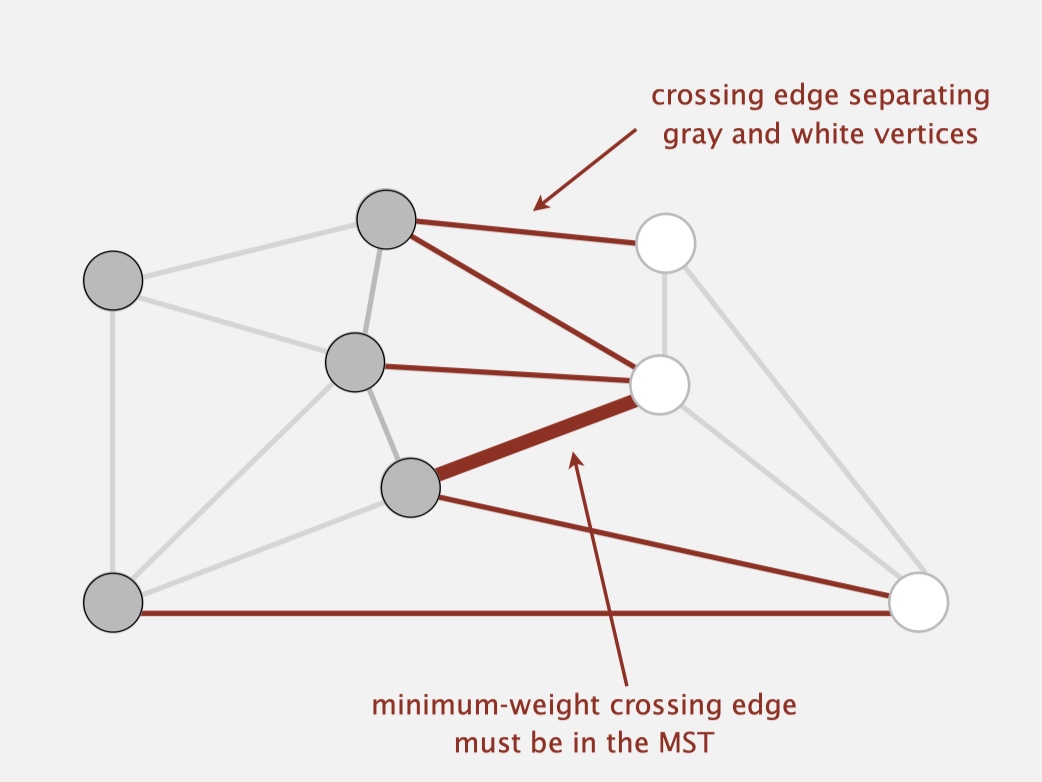 crossing edge separating
gray and white vertices
minimum-weight crossing edge
must be in the MST